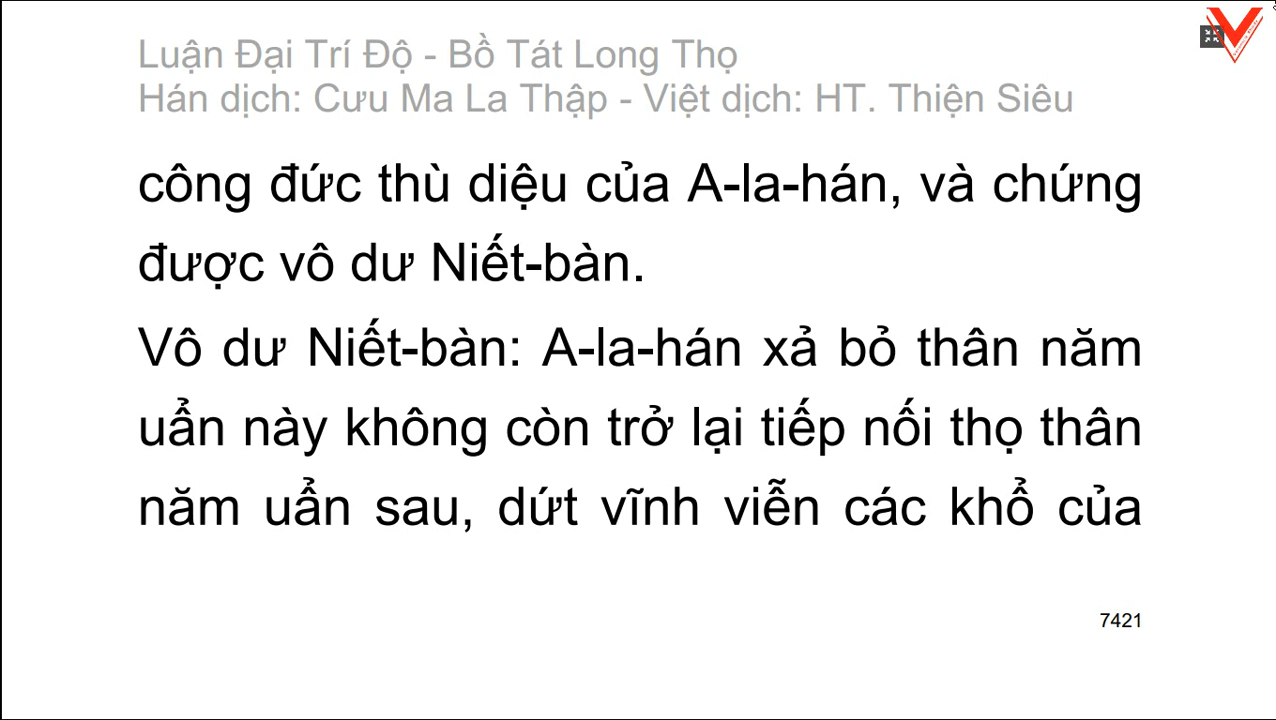 Luận Đại Trí Độ - Bồ Tát Long Thọ
Hán dịch: Cưu Ma La Thập - Việt dịch: HT. Thiện Siêu
công đức thù diệu của A-la-hán, và chứng
được vô dư Niết-bàn.
Vô dư Niết-bàn: A-la-hán xả bỏ thân năm
uẩn này không còn trở lại tiếp nối thọ thân
năm uẩn sau, dứt vĩnh viễn các khổ của
7421